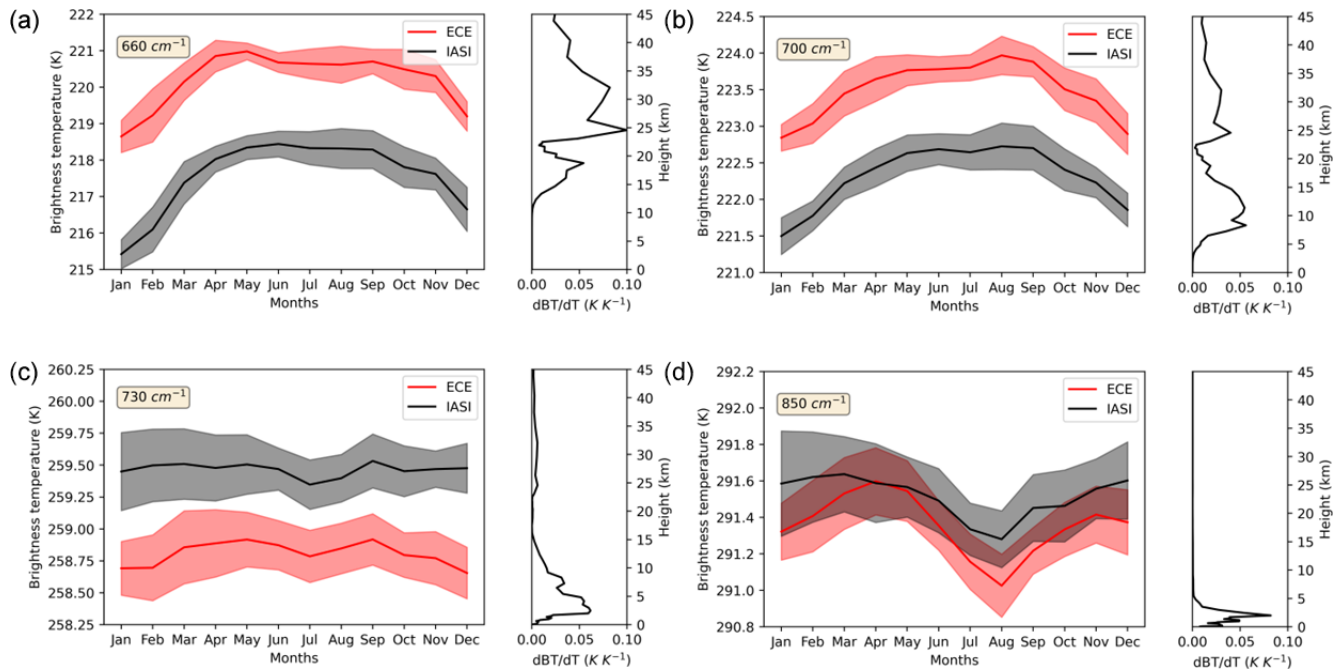 (a)
660 cm⁻¹
ECE
IASI
Brightness temperature (K)
222
221
220
219
218
217
216
215
Jan Feb Mar Apr May Jun Jul Aug Sep Oct Nov Dec
Months
45
40
35
30
25
20
15
10
5
0
Height (km)
0.00 0.05 0.10
dBT/dT (K K⁻¹)
(b)
700 cm⁻¹
ECE
IASI
Brightness temperature (K)
224.5
224.0
223.5
223.0
222.5
222.0
221.5
221.0
Jan Feb Mar Apr May Jun Jul Aug Sep Oct Nov Dec
Months
45
40
35
30
25
20
15
10
5
0
Height (km)
0.00 0.05 0.10
dBT/dT (K K⁻¹)
(c)
730 cm⁻¹
ECE
IASI
Brightness temperature (K)
260.25
260.00
259.75
259.50
259.25
259.00
258.75
258.50
258.25
Jan Feb Mar Apr May Jun Jul Aug Sep Oct Nov Dec
Months
45
40
35
30
25
20
15
10
5
0
Height (km)
0.00 0.05 0.10
dBT/dT (K K⁻¹)
(d)
850 cm⁻¹
ECE
IASI
Brightness temperature (K)
292.2
292.0
291.8
291.6
291.4
291.2
291.0
290.8
Jan Feb Mar Apr May Jun Jul Aug Sep Oct Nov Dec
Months
45
40
35
30
25
20
15
10
5
0
Height (km)
0.00 0.05 0.10
dBT/dT (K K⁻¹)